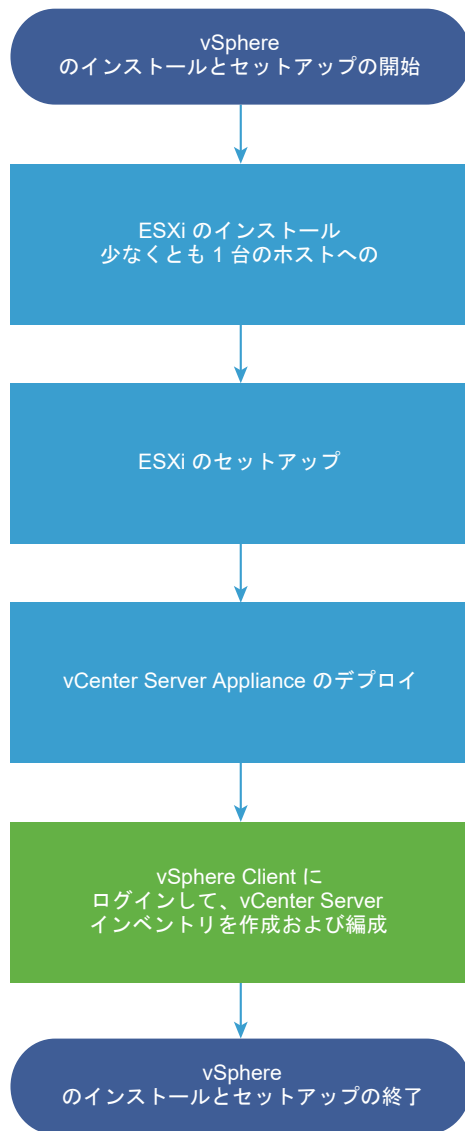 vSphere
のインストールとセットアップの開始
ESXi のインストール
少なくとも 1 台のホストへの
ESXi のセットアップ
vCenter Server Appliance のデプロイ
vSphere Client に
ログインして、vCenter Server
インベントリを作成および編成
vSphere
のインストールとセットアップの終了